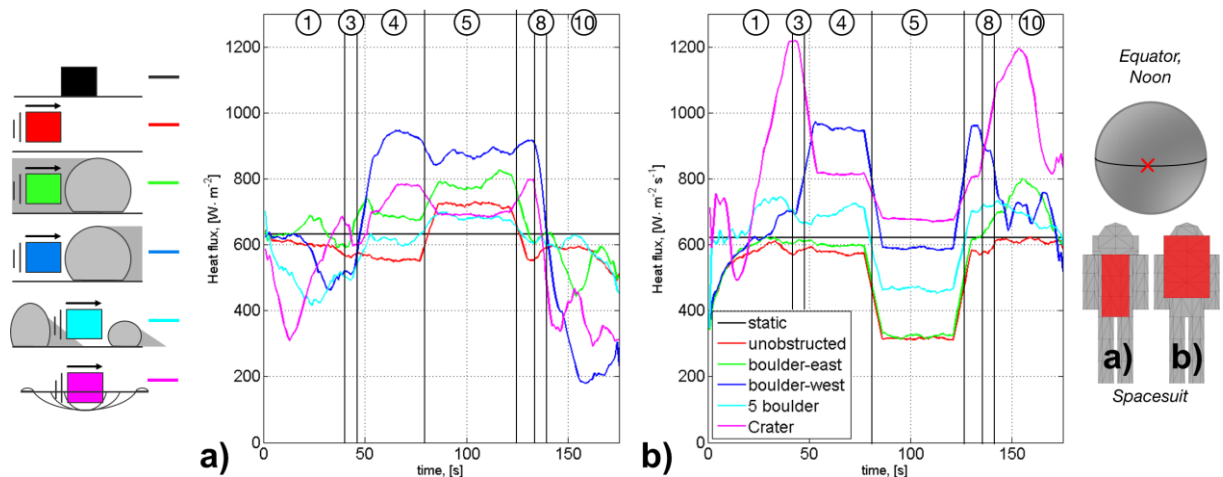 1 3 4 5 8 10
1200
1000
800
600
400
200
0
Heat flux, [W· m⁻²]
0 50 100 150
time, [s]
a)
1 3 4 5 8 10
1200
1000
800
600
400
200
0
Heat flux, [W· m⁻² s⁻¹]
static
unobstructed
boulder-east
boulder-west
5 boulder
Crater
0 50 100 150
time, [s]
b)
Equator,
Noon
a) b)
Spacesuit